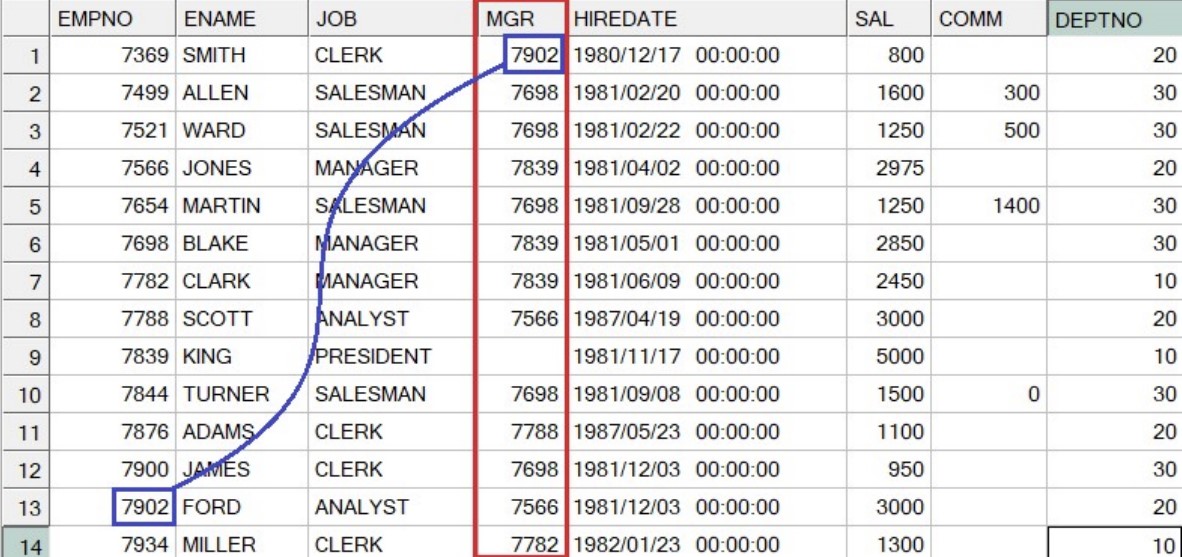 EMPNO ENAME JOB MGR HIREDATE SAL COMM DEPTNO
1 7369 SMITH CLERK 7902 1980/12/17 00:00:00 800 20
2 7499 ALLEN SALESMAN 7698 1981/02/20 00:00:00 1600 300 30
3 7521 WARD SALESMAN 7698 1981/02/22 00:00:00 1250 500 30
4 7566 JONES MANAGER 7839 1981/04/02 00:00:00 2975 20
5 7654 MARTIN SALESMAN 7698 1981/09/28 00:00:00 1250 1400 30
6 7698 BLAKE MANAGER 7839 1981/05/01 00:00:00 2850 30
7 7782 CLARK MANAGER 7839 1981/06/09 00:00:00 2450 10
8 7788 SCOTT ANALYST 7566 1987/04/19 00:00:00 3000 20
9 7839 KING PRESIDENT 1981/11/17 00:00:00 5000 10
10 7844 TURNER SALESMAN 7698 1981/09/08 00:00:00 1500 0 30
11 7876 ADAMS CLERK 7788 1987/05/23 00:00:00 1100 20
12 7900 JAMES CLERK 7698 1981/12/03 00:00:00 950 30
13 7902 FORD ANALYST 7566 1981/12/03 00:00:00 3000 20
14 7934 MILLER CLERK 7782 1982/01/23 00:00:00 1300 10